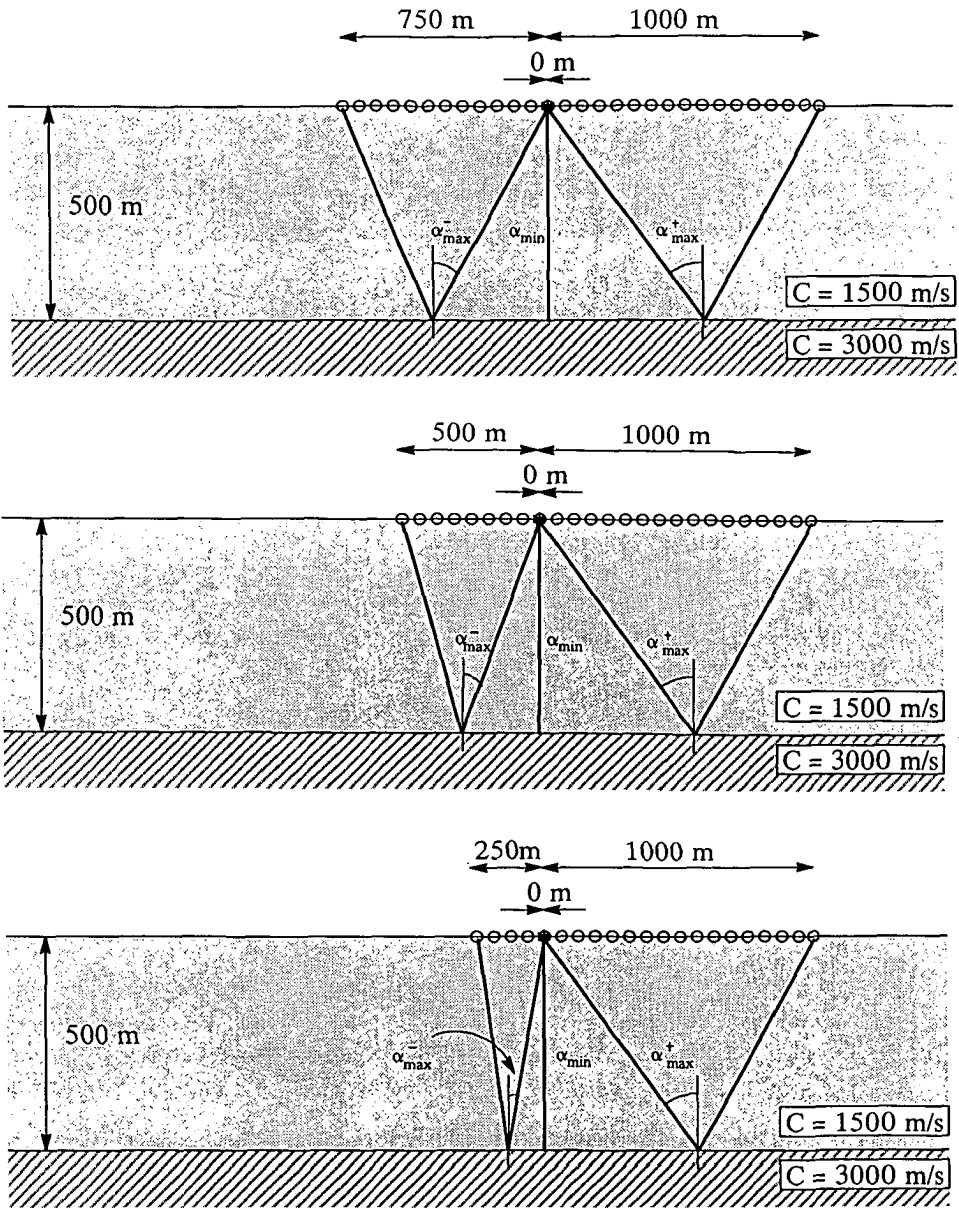 750 m 1000 m
0 m
500 m
α⁻max αmin α⁺max
C = 1500 m/s
C = 3000 m/s
500 m 1000 m
0 m
500 m
α⁻max αmin α⁺max
C = 1500 m/s
C = 3000 m/s
250m 1000 m
0 m
500 m
α⁻max αmin α⁺max
C = 1500 m/s
C = 3000 m/s